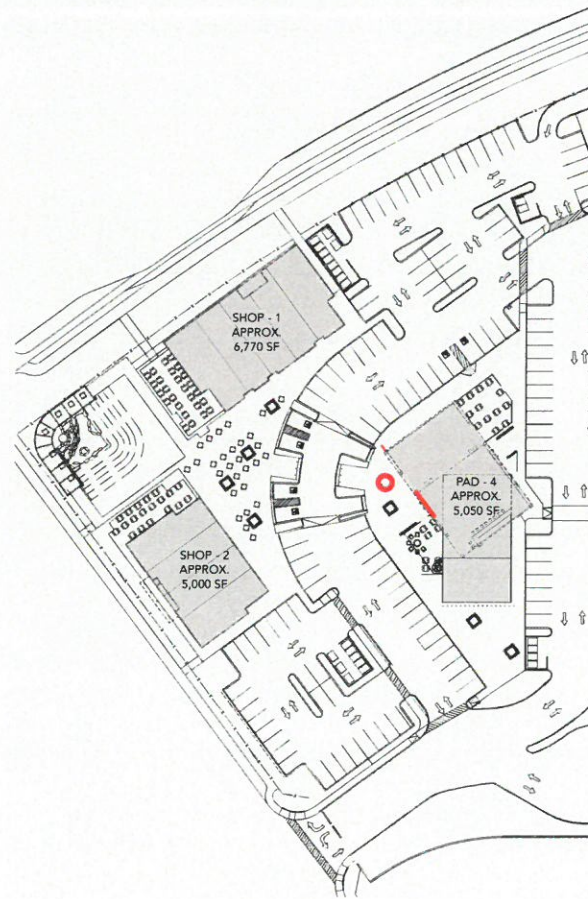 SHOP - 1
APPROX.
6,770 SF
PAD - 4
APPROX.
5,050 SF
SHOP - 2
APPROX.
5,000 SF